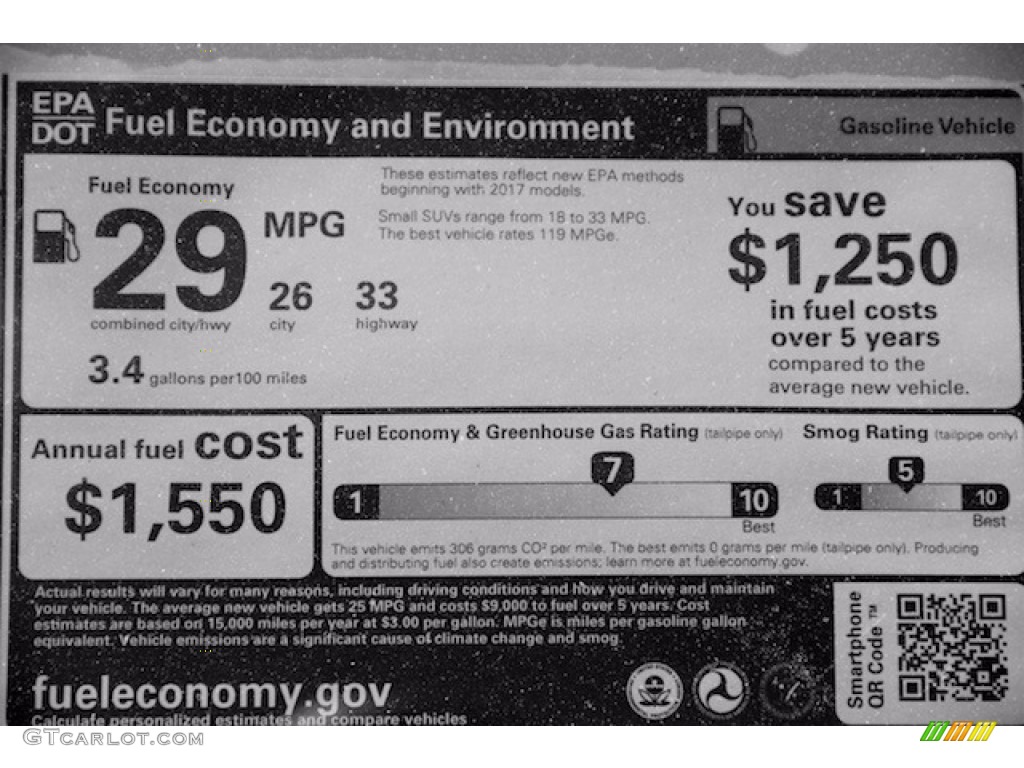 EPA
DOT
Fuel Economy and Environment
Gasoline Vehicle
Fuel Economy
29
MPG
combined city/hwy
26
city
33
highway
3.4 gallons per100 miles
These estimates reflect new EPA methods
beginning with 2017 models.
Small SUVs range from 18 to 33 MPG.
The best vehicle rates 119 MPGe.
You save
$1,250
in fuel costs
over 5 years
compared to the
average new vehicle.
Annual fuel cost
$1,550
Fuel Economy & Greenhouse Gas Rating (tailpipe only)
7
1
10
Best
Smog Rating (tailpipe only)
5
1
10
Best
This vehicle emits 306 grams CO² per mile. The best emits 0 grams per mile (tailpipe only). Producing
and distributing fuel also create emissions; learn more at fueleconomy.gov.
Actual results will vary for many reasons, including driving conditions and how you drive and maintain
your vehicle. The average new vehicle gets 25 MPG and costs $9,000 to fuel over 5 years. Cost
estimates are based on 15,000 miles per year at $3.00 per gallon. MPGe is miles per gasoline gallon
equivalent. Vehicle emissions are a significant cause of climate change and smog.
fueleconomy.gov
Calculate personalized estimates and compare vehicles
Smartphone
QR Code™
GTcarlot.com